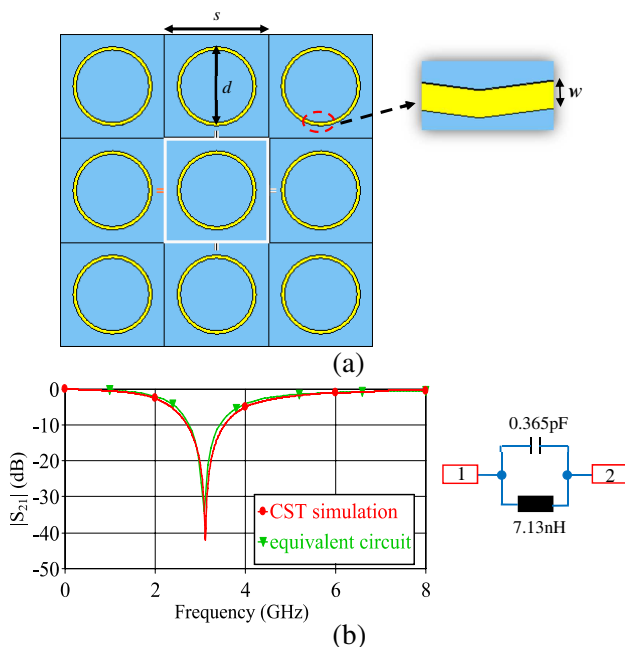 s
d
w
(a)
0
-10
-20
-30
-40
-50
|S21| (dB)
CST simulation
equivalent circuit
0 2 4 6 8
Frequency (GHz)
0.365pF
1 2
7.13nH
(b)